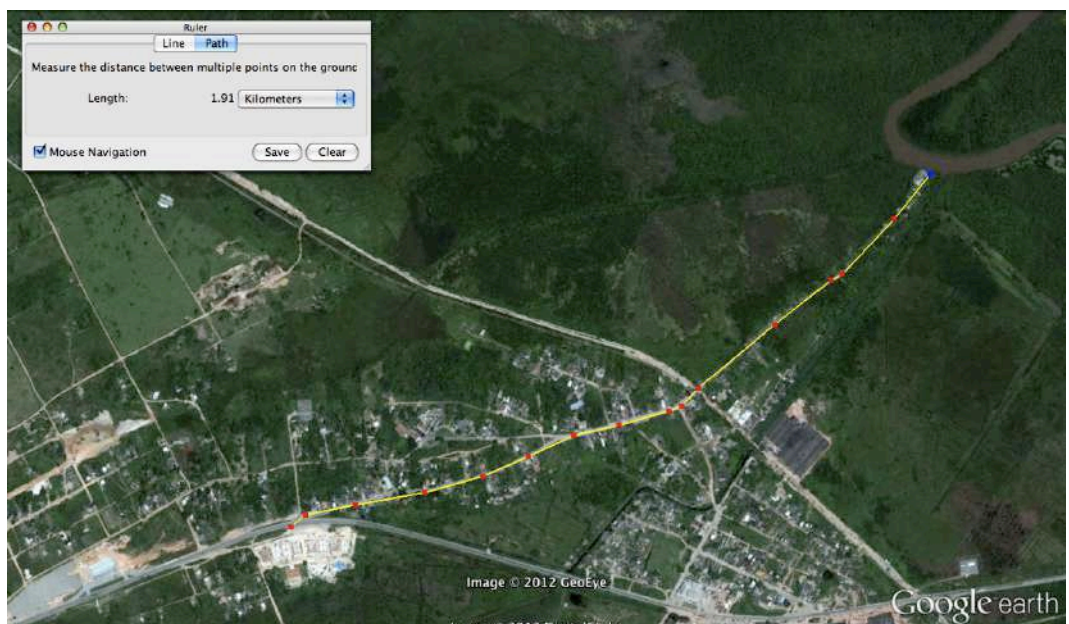 Ruler
Line Path
Measure the distance between multiple points on the ground
Length: 1.91 Kilometers
Mouse Navigation Save Clear
Image © 2012 GeoEye
Google earth